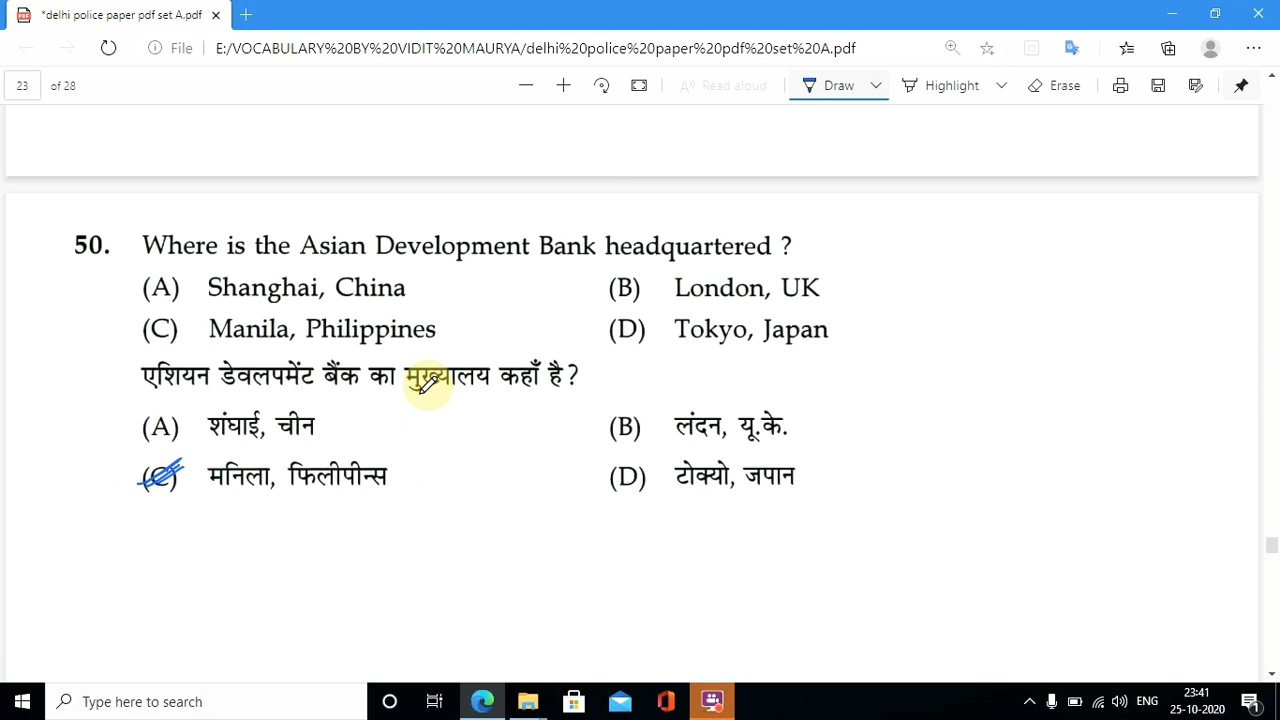 *delhi police paper pdf set A.pdf
File E:/VOCABULARY%20BY%20VIDIT%20MAURYA/delhi%20police%20paper%20pdf%20set%20A.pdf
23 of 28 Read aloud Draw Highlight Erase
50. Where is the Asian Development Bank headquartered ?
(A) Shanghai, China (B) London, UK
(C) Manila, Philippines (D) Tokyo, Japan
एशियन डेवलपमेंट बैंक का मुख्यालय कहाँ है?
(A) शंघाई, चीन (B) लंदन, यू.के.
(C) मनिला, फिलीपीन्स (D) टोक्यो, जपान
Type here to search ENG 23:41
25-10-2020